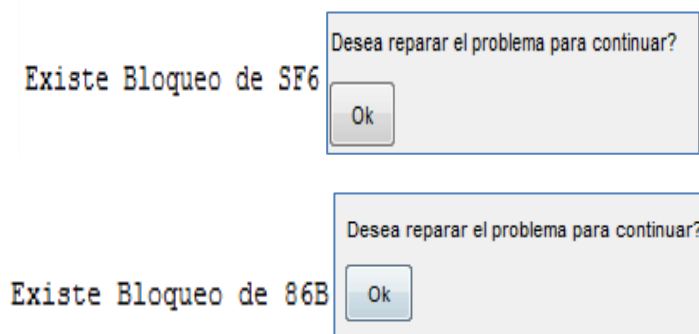 Desea reparar el problema para continuar?
Existe Bloqueo de SF6
Ok
Desea reparar el problema para continuar?
Existe Bloqueo de 86B
Ok